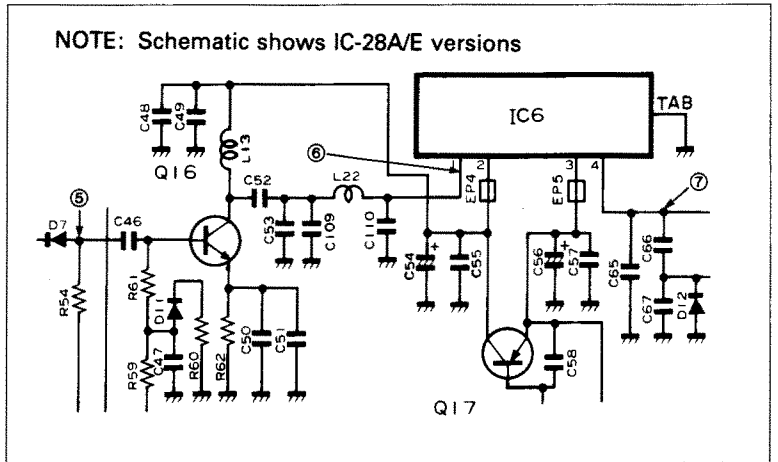 NOTE: Schematic shows IC-28A/E versions
C48
C49
L13
IC6
TAB
Q16
⑥
1
2
3
4
⑤
C52
L22
EP4
EP5
⑦
D7
C46
C53
C109
C110
C54
C55
C56
C57
C65
C66
R54
R61
D11
C47
R60
R62
C50
C51
C67
D12
R59
C58
Q17
+
+